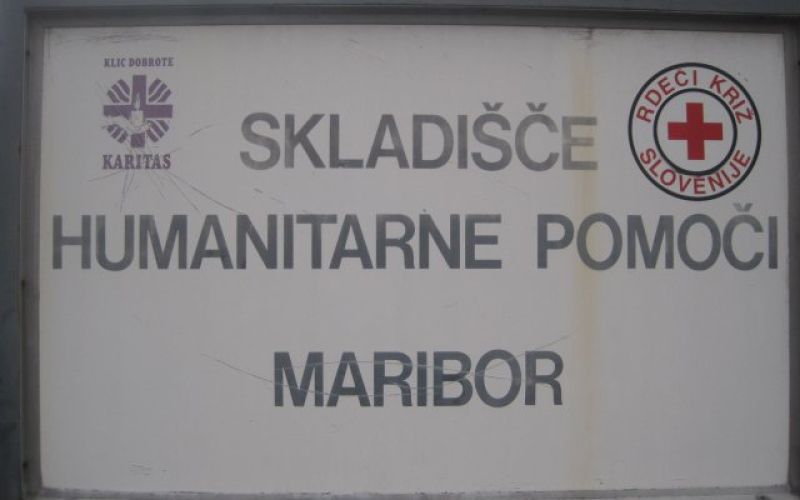 KLIC DOBROTE
KARITAS
RDEČI KRIŽ
SLOVENIJE
SKLADIŠČE
HUMANITARNE POMOČI
MARIBOR